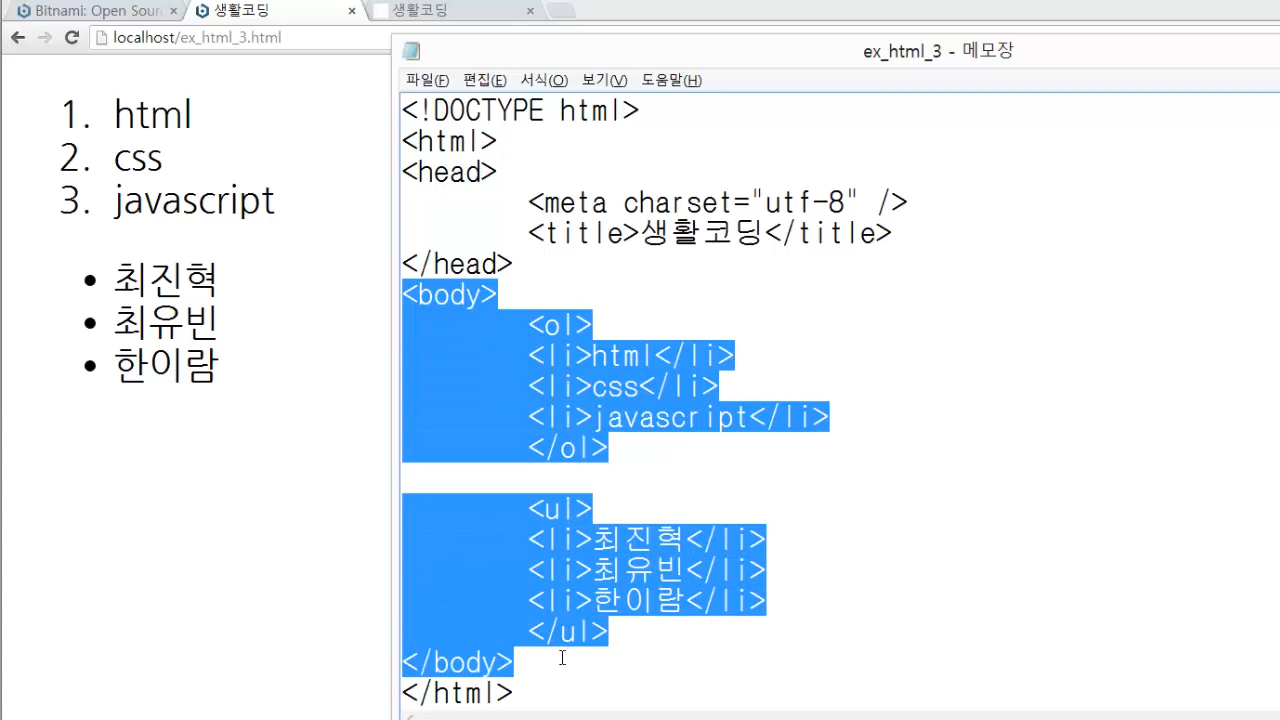 Bitnami: Open Sour
생활코딩
생활코딩
localhost/ex_html_3.html
1. html
2. css
3. javascript
• 최진혁
• 최유빈
• 한이람
ex_html_3 - 메모장
파일(F) 편집(E) 서식(O) 보기(V) 도움말(H)
<!DOCTYPE html>
<html>
<head>
<meta charset="utf-8" />
<title>생활코딩</title>
</head>
<body>
<ol>
<li>html</li>
<li>css</li>
<li>javascript</li>
</ol>
<ul>
<li>최진혁</li>
<li>최유빈</li>
<li>한이람</li>
</ul>
</body>
</html>